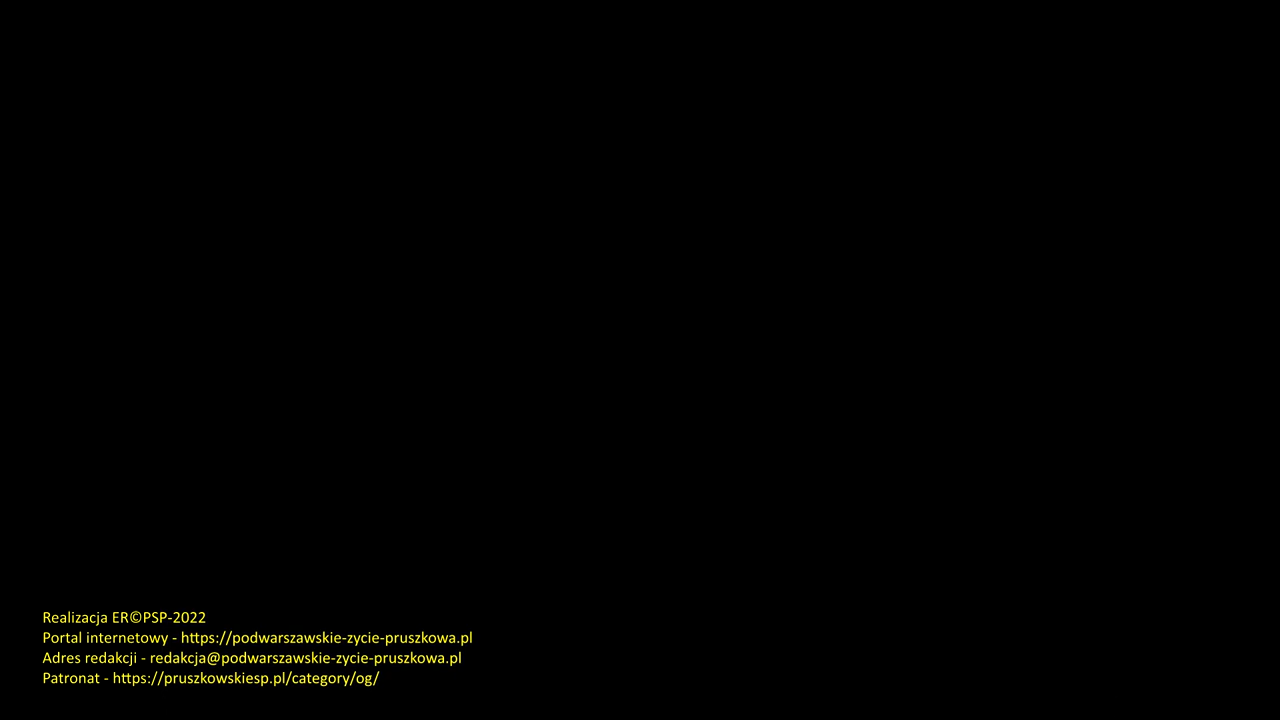 Realizacja ER©PSP-2022
Portal internetowy - https://podwarszawskie-zycie-pruszkowa.pl
Adres redakcji - redakcja@podwarszawskie-zycie-pruszkowa.pl
Patronat - https://pruszkowskiesp.pl/category/og/